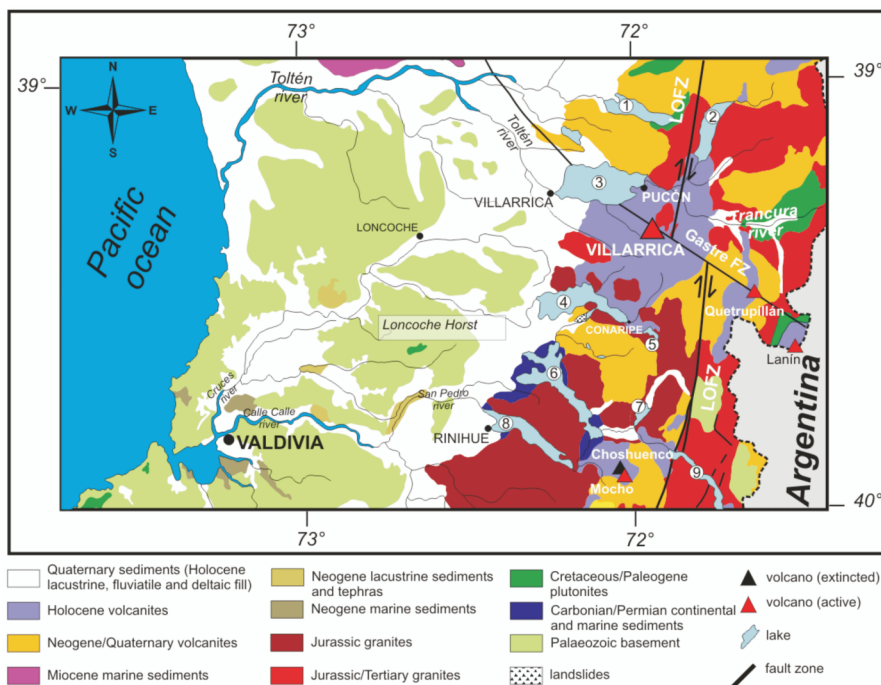 73°
72°
39°
39°
Toltén
river
N
W
E
S
Toltén
river
1
LOFZ
2
3
VILLARRICA
PUCÓN
Trancura
river
LONCOCHE
VILLARRICA
Gastre FZ
Pacific
ocean
4
Quetrupillán
Loncoche Horst
CONARIPE
5
Lanín
6
Cruces
river
San Pedro
river
7
LOFZ
Calle Calle
river
8
VALDIVIA
RINIHUE
Choshuenco
9
Mocho
Argentina
40°
73°
72°
Quaternary sediments (Holocene
lacustrine, fluviatile and deltaic fill)
Holocene volcanites
Neogene/Quaternary volcanites
Miocene marine sediments
Neogene lacustrine sediments
and tephras
Neogene marine sediments
Jurassic granites
Jurassic/Tertiary granites
Cretaceous/Paleogene
plutonites
Carbonian/Permian continental
and marine sediments
Palaeozoic basement
landslides
volcano (extincted)
volcano (active)
lake
fault zone